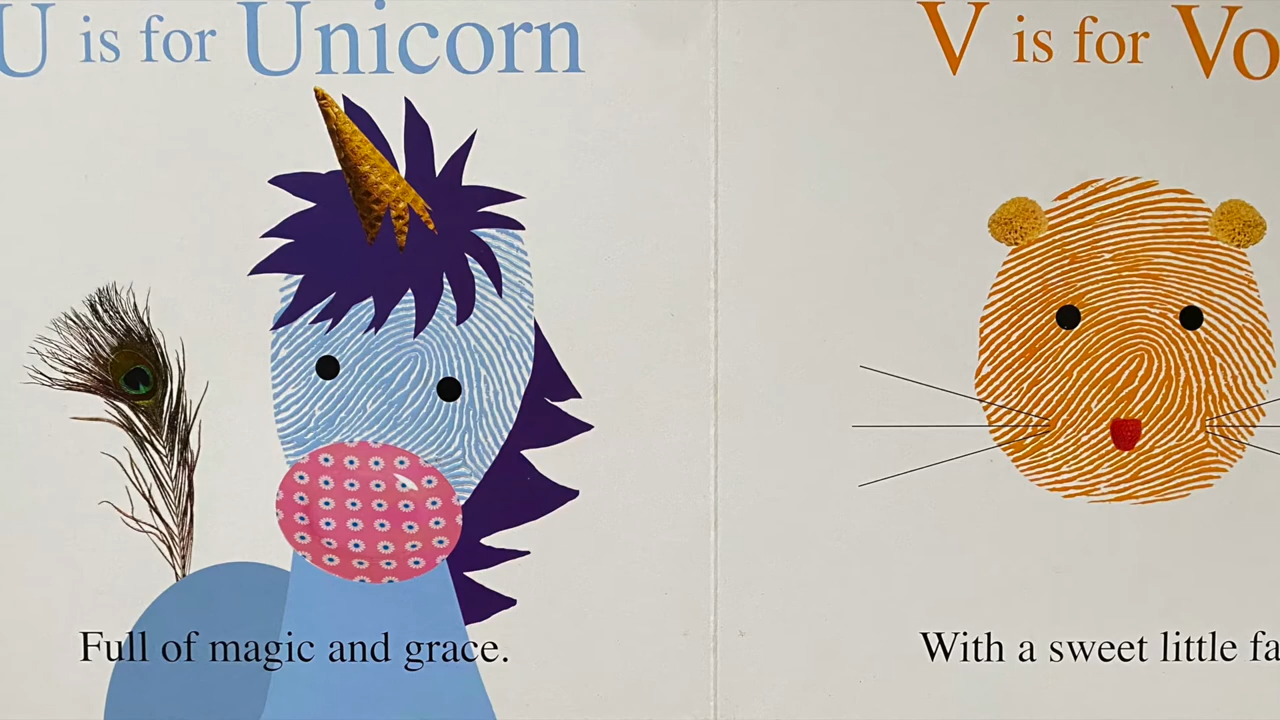 U is for Unicorn
Full of magic and grace.
V is for Vo
With a sweet little fa